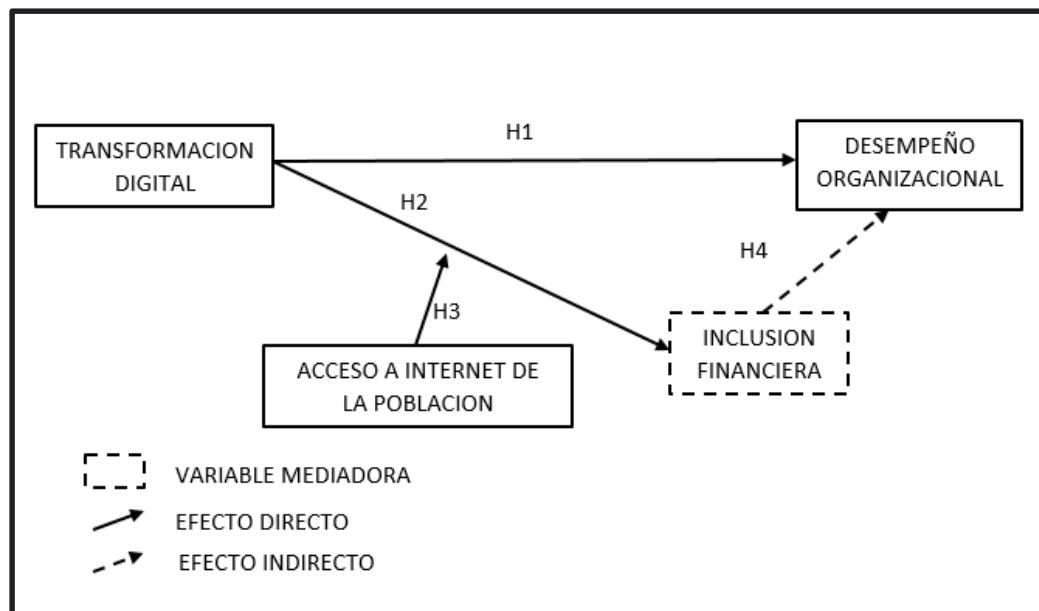 TRANSFORMACION
DIGITAL
H1
DESEMPEÑO
ORGANIZACIONAL
H2
H4
H3
INCLUSION
FINANCIERA
ACCESO A INTERNET DE
LA POBLACION
VARIABLE MEDIADORA
EFECTO DIRECTO
EFECTO INDIRECTO